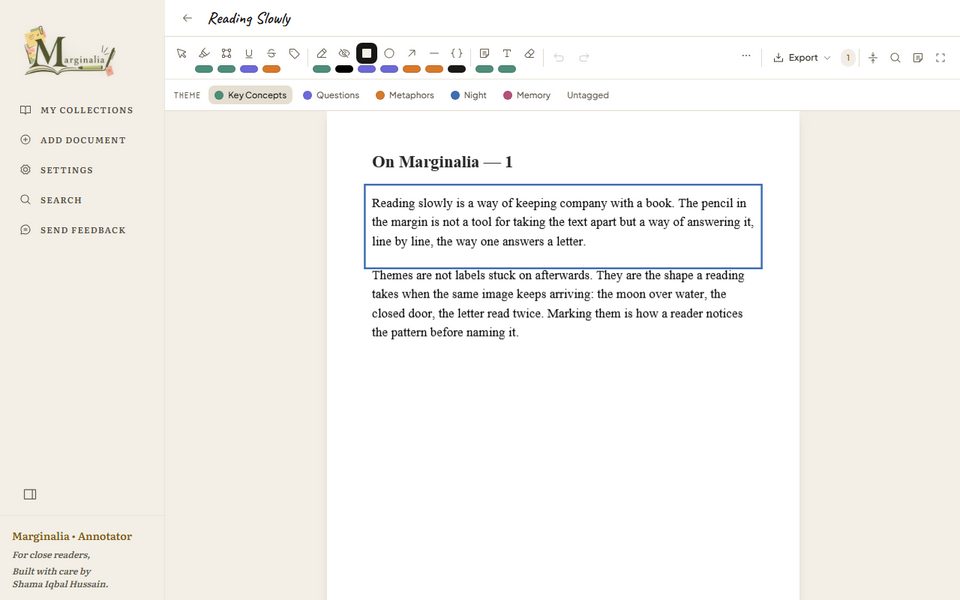 Marginalia
MY COLLECTIONS
ADD DOCUMENT
SETTINGS
SEARCH
SEND FEEDBACK
Marginalia • Annotator
For close readers,
Built with care by
Shama Iqbal Hussain.
Reading Slowly
Export
1
THEME Key Concepts Questions Metaphors Night Memory Untagged
On Marginalia — 1
Reading slowly is a way of keeping company with a book. The pencil in
the margin is not a tool for taking the text apart but a way of answering it,
line by line, the way one answers a letter.
Themes are not labels stuck on afterwards. They are the shape a reading
takes when the same image keeps arriving: the moon over water, the
closed door, the letter read twice. Marking them is how a reader notices
the pattern before naming it.